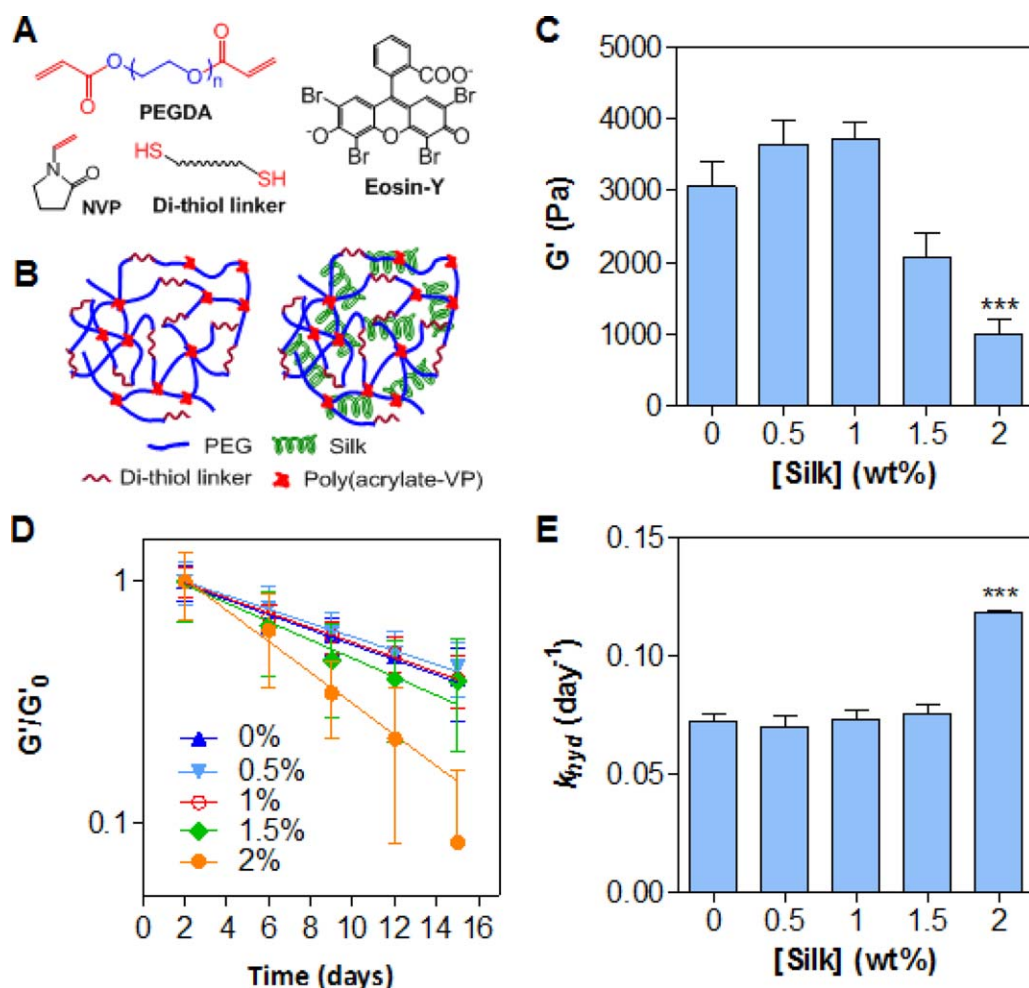 A
O
O
O
n
O
O
PEGDA
N
O
NVP
HS
SH
Di-thiol linker
COO⁻
Br
Br
⁻O
O
O
Br
Br
Eosin-Y
B
PEG
Silk
Di-thiol linker
Poly(acrylate-VP)
C
5000
4000
3000
2000
1000
0
G' (Pa)
***
0 0.5 1 1.5 2
[Silk] (wt%)
D
1
0.1
G'/G'₀
0%
0.5%
1%
1.5%
2%
0 2 4 6 8 10 12 14 16
Time (days)
E
0.15
0.10
0.05
0.00
k_hyd (day⁻¹)
***
0 0.5 1 1.5 2
[Silk] (wt%)